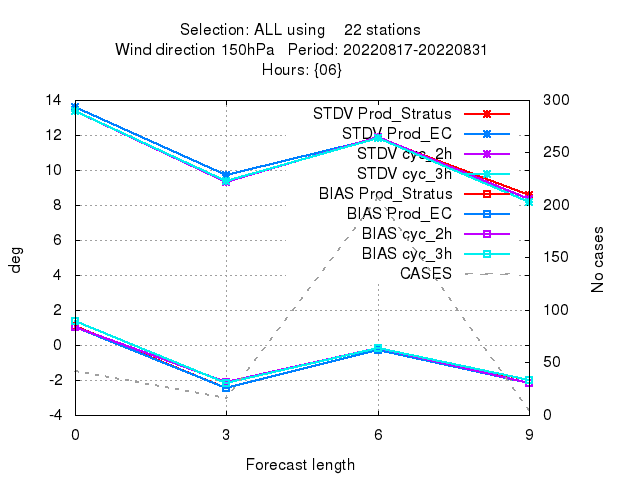 Selection: ALL using    22 stations
Wind direction 150hPa   Period: 20220817-20220831
Hours: {06}
14
12
10
8
6
4
2
0
-2
-4
300
250
200
150
100
50
0
STDV Prod_Stratus
STDV Prod_EC
STDV cyc_2h
STDV cyc_3h
BIAS Prod_Stratus
BIAS Prod_EC
BIAS cyc_2h
BIAS cyc_3h
CASES
deg
No cases
0 3 6 9
Forecast length